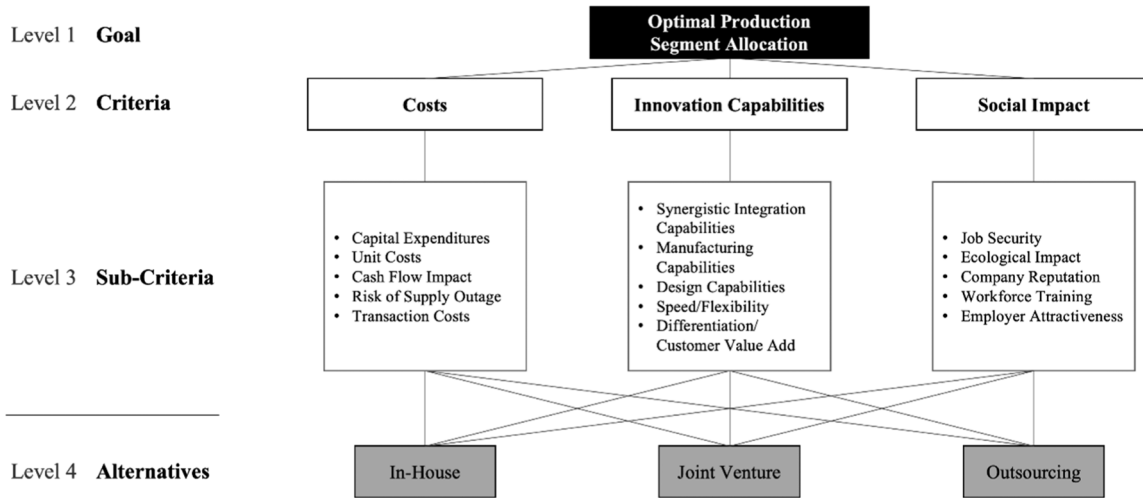 Level 1 Goal
Optimal Production
Segment Allocation
Level 2 Criteria
Costs
Innovation Capabilities
Social Impact
Level 3 Sub-Criteria
• Capital Expenditures
• Unit Costs
• Cash Flow Impact
• Risk of Supply Outage
• Transaction Costs
• Synergistic Integration
Capabilities
• Manufacturing
Capabilities
• Design Capabilities
• Speed/Flexibility
• Differentiation/
Customer Value Add
• Job Security
• Ecological Impact
• Company Reputation
• Workforce Training
• Employer Attractiveness
Level 4 Alternatives
In-House
Joint Venture
Outsourcing